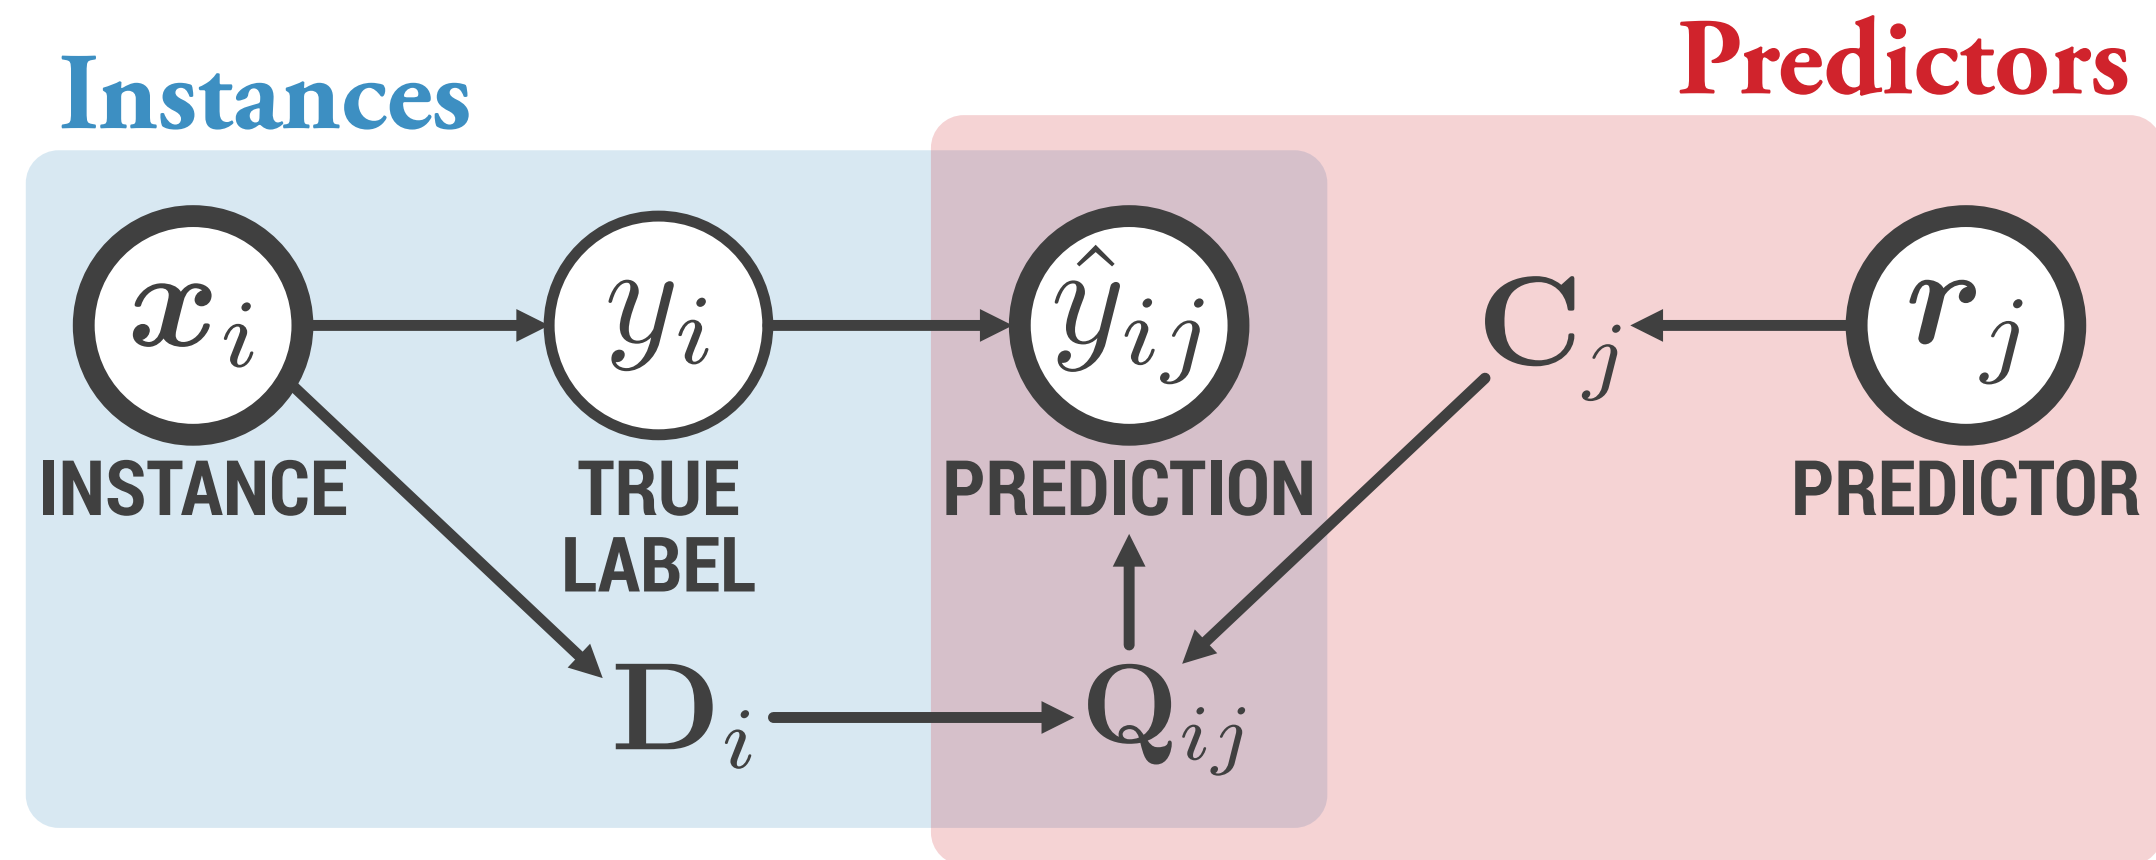 Predictors
Instances
x_i
y_i
ŷ_ij
C_j
r_j
INSTANCE
TRUE
LABEL
PREDICTION
PREDICTOR
D_i
Q_ij